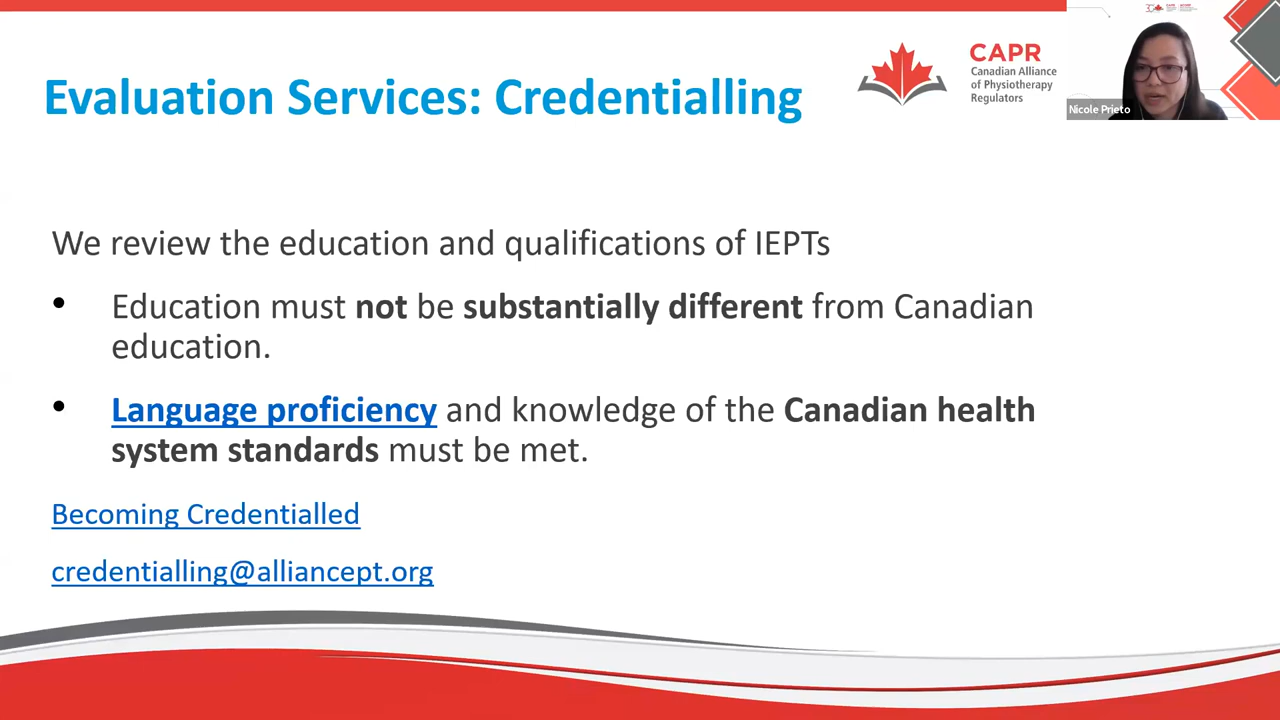 Evaluation Services: Credentialling
CAPR
Canadian Alliance
of Physiotherapy
Regulators
Nicole Prieto
We review the education and qualifications of IEPTs
• Education must not be substantially different from Canadian
education.
• Language proficiency and knowledge of the Canadian health
system standards must be met.
Becoming Credentialled
credentialling@alliancept.org